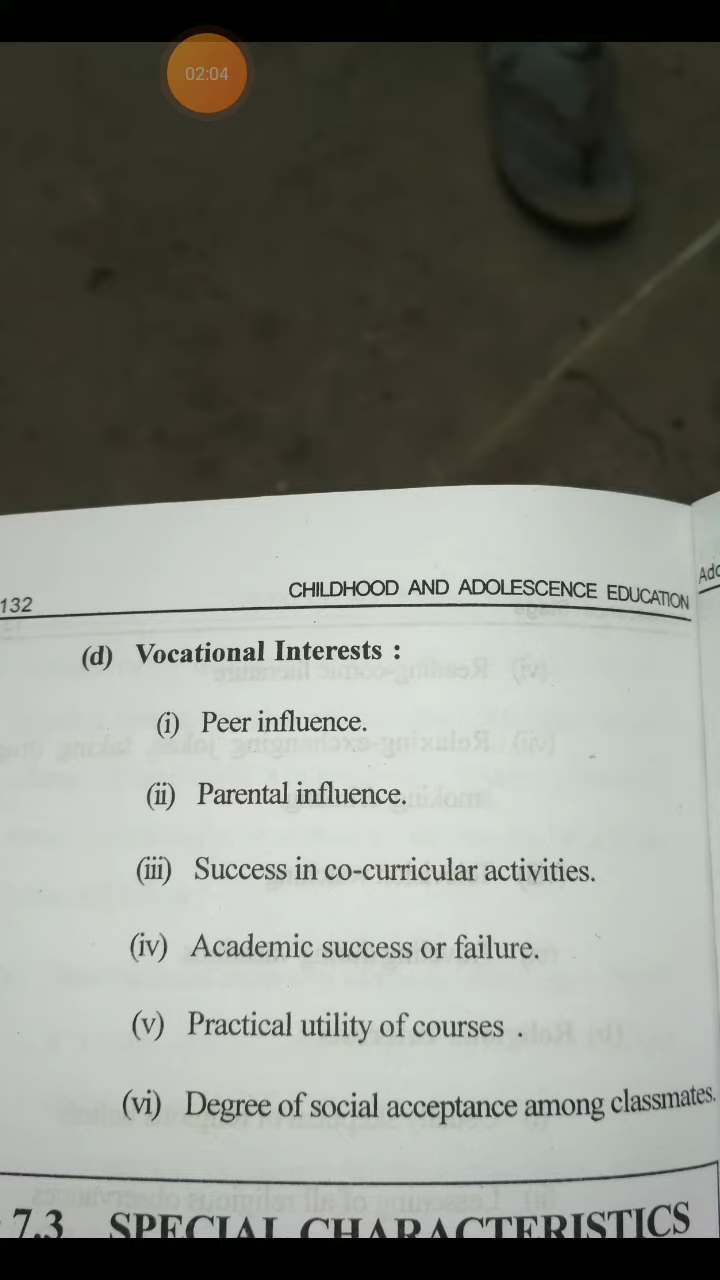 02:04
132 CHILDHOOD AND ADOLESCENCE EDUCATION
(d) Vocational Interests :
(i) Peer influence.
(ii) Parental influence.
(iii) Success in co-curricular activities.
(iv) Academic success or failure.
(v) Practical utility of courses .
(vi) Degree of social acceptance among classmates.
7.3 SPECIAL CHARACTERISTICS